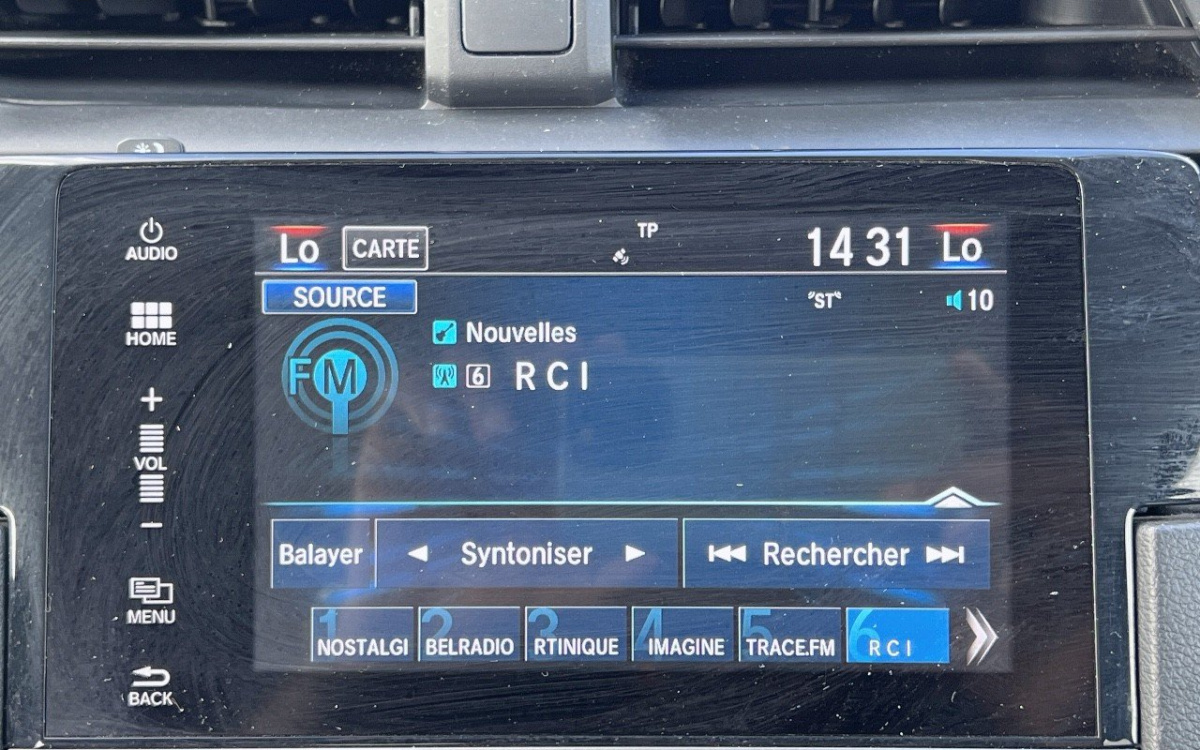 AUDIO
HOME
+
VOL
−
MENU
BACK
Lo CARTE TP 14 31 Lo
SOURCE "ST" 10
FM
Nouvelles
6 R C I
Balayer ◄ Syntoniser ► ⏮ Rechercher ⏭
1 NOSTALGI 2 BELRADIO 3 RTINIQUE 4 IMAGINE 5 TRACE.FM 6 R C I